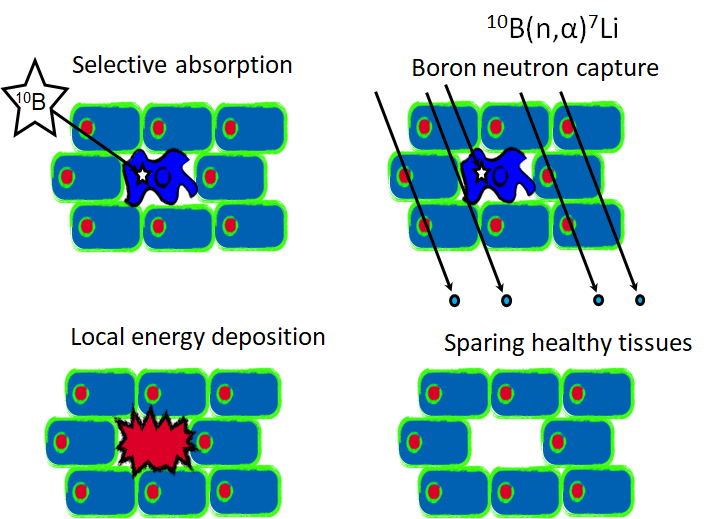 ¹⁰B(n,α)⁷Li
Selective absorption
Boron neutron capture
¹⁰B
Local energy deposition
Sparing healthy tissues